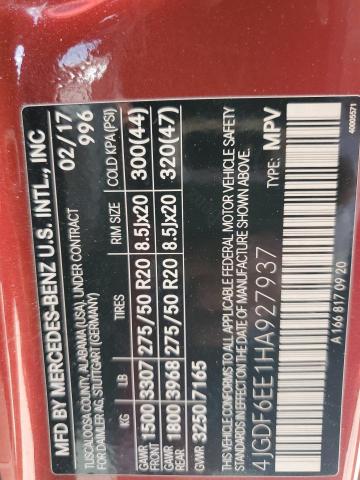 MFD BY MERCEDES-BENZ U.S. INTL., INC
TUSCALOOSA COUNTY, ALABAMA (USA), UNDER CONTRACT
FOR DAIMLER AG, STUTTGART (GERMANY)
02/17
996
KG LB TIRES RIM SIZE COLD KPA (PSI)
GAWR FRONT 1500 3307 275/50 R20 8.5Jx20 300(44)
GAWR REAR 1800 3968 275/50 R20 8.5Jx20 320(47)
GVWR 3250 7165
THIS VEHICLE CONFORMS TO ALL APPLICABLE FEDERAL MOTOR VEHICLE SAFETY
STANDARDS IN EFFECT ON THE DATE OF MANUFACTURE SHOWN ABOVE.
4JGDF6EE1HA927937 TYPE: MPV
A 166 817 09 20
40005571